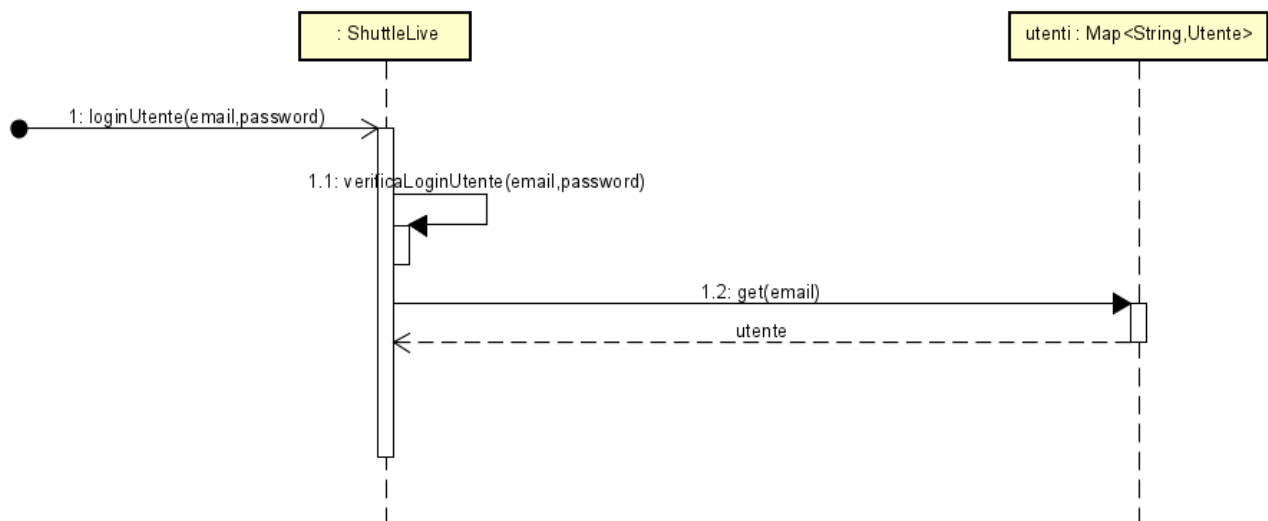 : ShuttleLive
utenti : Map<String,Utente>
1: loginUtente(email,password)
1.1: verificaLoginUtente(email,password)
1.2: get(email)
utente